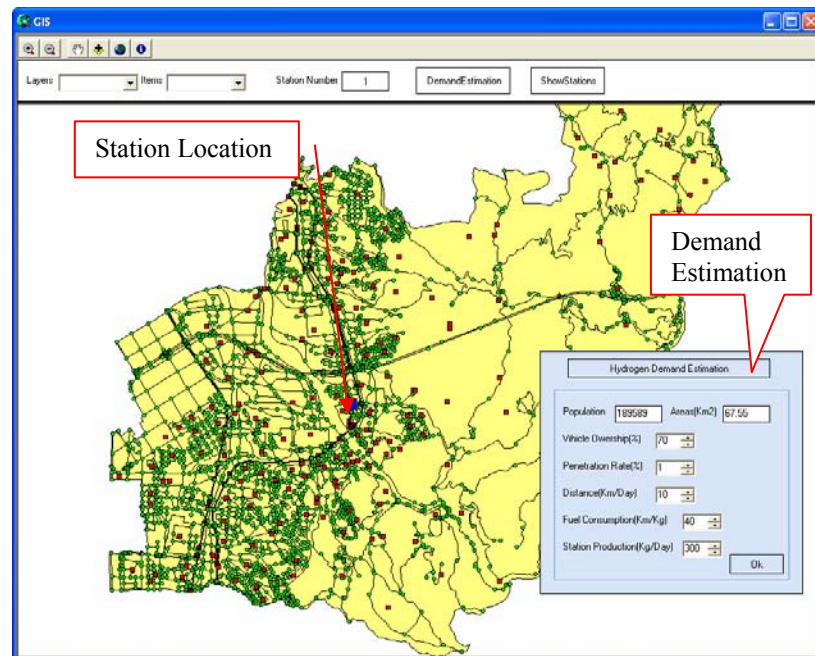 GIS
Layers Items Station Number 1 DemandEstimation ShowStations
Station Location
Demand
Estimation
Hydrogen Demand Estimation
Population 189589 Areas(Km2) 67.55
Vihicle Owership(%) 70
Penetration Rate(%) 1
Distance(Km/Day) 10
Fuel Consumption(Km/Kg) 40
Station Production(Kg/Day) 300
Ok